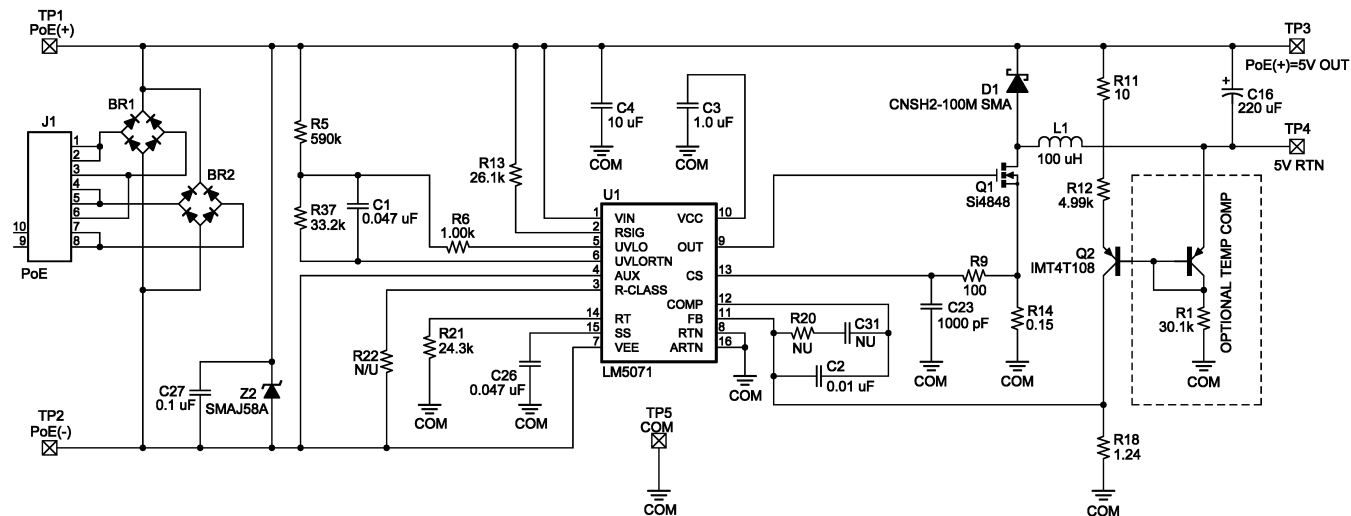 TP1
PoE(+)
J1
1
2
3
4
5
6
7
8
10
9
PoE
BR1
BR2
C27
0.1 uF
Z2
SMAJ58A
TP2
PoE(-)
R5
590k
R37
33.2k
C1
0.047 uF
R6
1.00k
R13
26.1k
R22
N/U
R21
24.3k
COM
C26
0.047 uF
COM
C4
10 uF
COM
C3
1.0 uF
COM
U1
1 VIN VCC 10
2 RSIG
5 UVLO OUT 9
6 UVLORTN
4 AUX CS 13
3 R-CLASS
COMP 12
14 RT FB 11
15 SS RTN 8
7 VEE ARTN 16
LM5071
COM
TP5
COM
COM
R20
NU
C31
NU
C2
0.01 uF
C23
1000 pF
COM
R9
100
R14
0.15
COM
D1
CNSH2-100M SMA
L1
100 uH
Q1
Si4848
R11
10
R12
4.99k
Q2
IMT4T108
R18
1.24
COM
R1
30.1k
COM
OPTIONAL TEMP COMP
C16
220 uF
+
TP3
PoE(+)=5V OUT
TP4
5V RTN